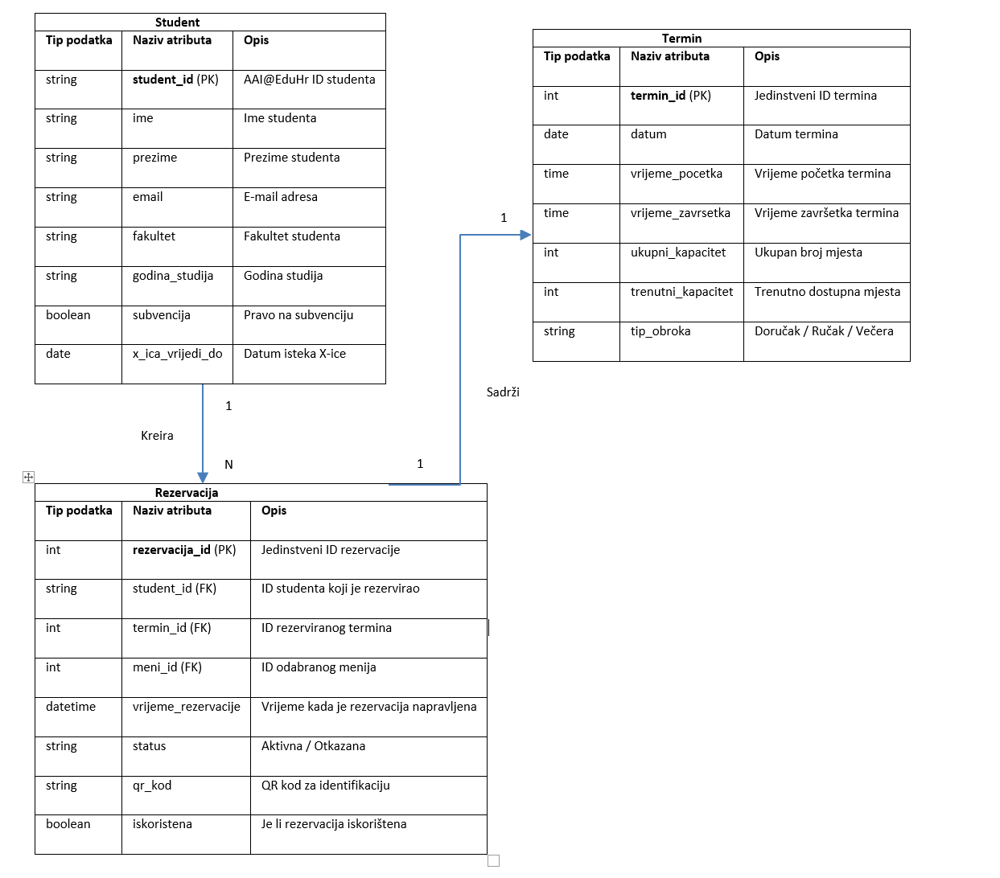 Student
Tip podatka Naziv atributa Opis
string student_id (PK) AAI@EduHr ID studenta
string ime Ime studenta
string prezime Prezime studenta
string email E-mail adresa
string fakultet Fakultet studenta
string godina_studija Godina studija
boolean subvencija Pravo na subvenciju
date x_ica_vrijedi_do Datum isteka X-ice
Termin
Tip podatka Naziv atributa Opis
int termin_id (PK) Jedinstveni ID termina
date datum Datum termina
time vrijeme_pocetka Vrijeme početka termina
time vrijeme_zavrsetka Vrijeme završetka termina
int ukupni_kapacitet Ukupan broj mjesta
int trenutni_kapacitet Trenutno dostupna mjesta
string tip_obroka Doručak / Ručak / Večera
1
Sadrži
1
1
Kreira
N
Rezervacija
Tip podatka Naziv atributa Opis
int rezervacija_id (PK) Jedinstveni ID rezervacije
string student_id (FK) ID studenta koji je rezervirao
int termin_id (FK) ID rezerviranog termina
int meni_id (FK) ID odabranog menija
datetime vrijeme_rezervacije Vrijeme kada je rezervacija napravljena
string status Aktivna / Otkazana
string qr_kod QR kod za identifikaciju
boolean iskoristena Je li rezervacija iskorištena